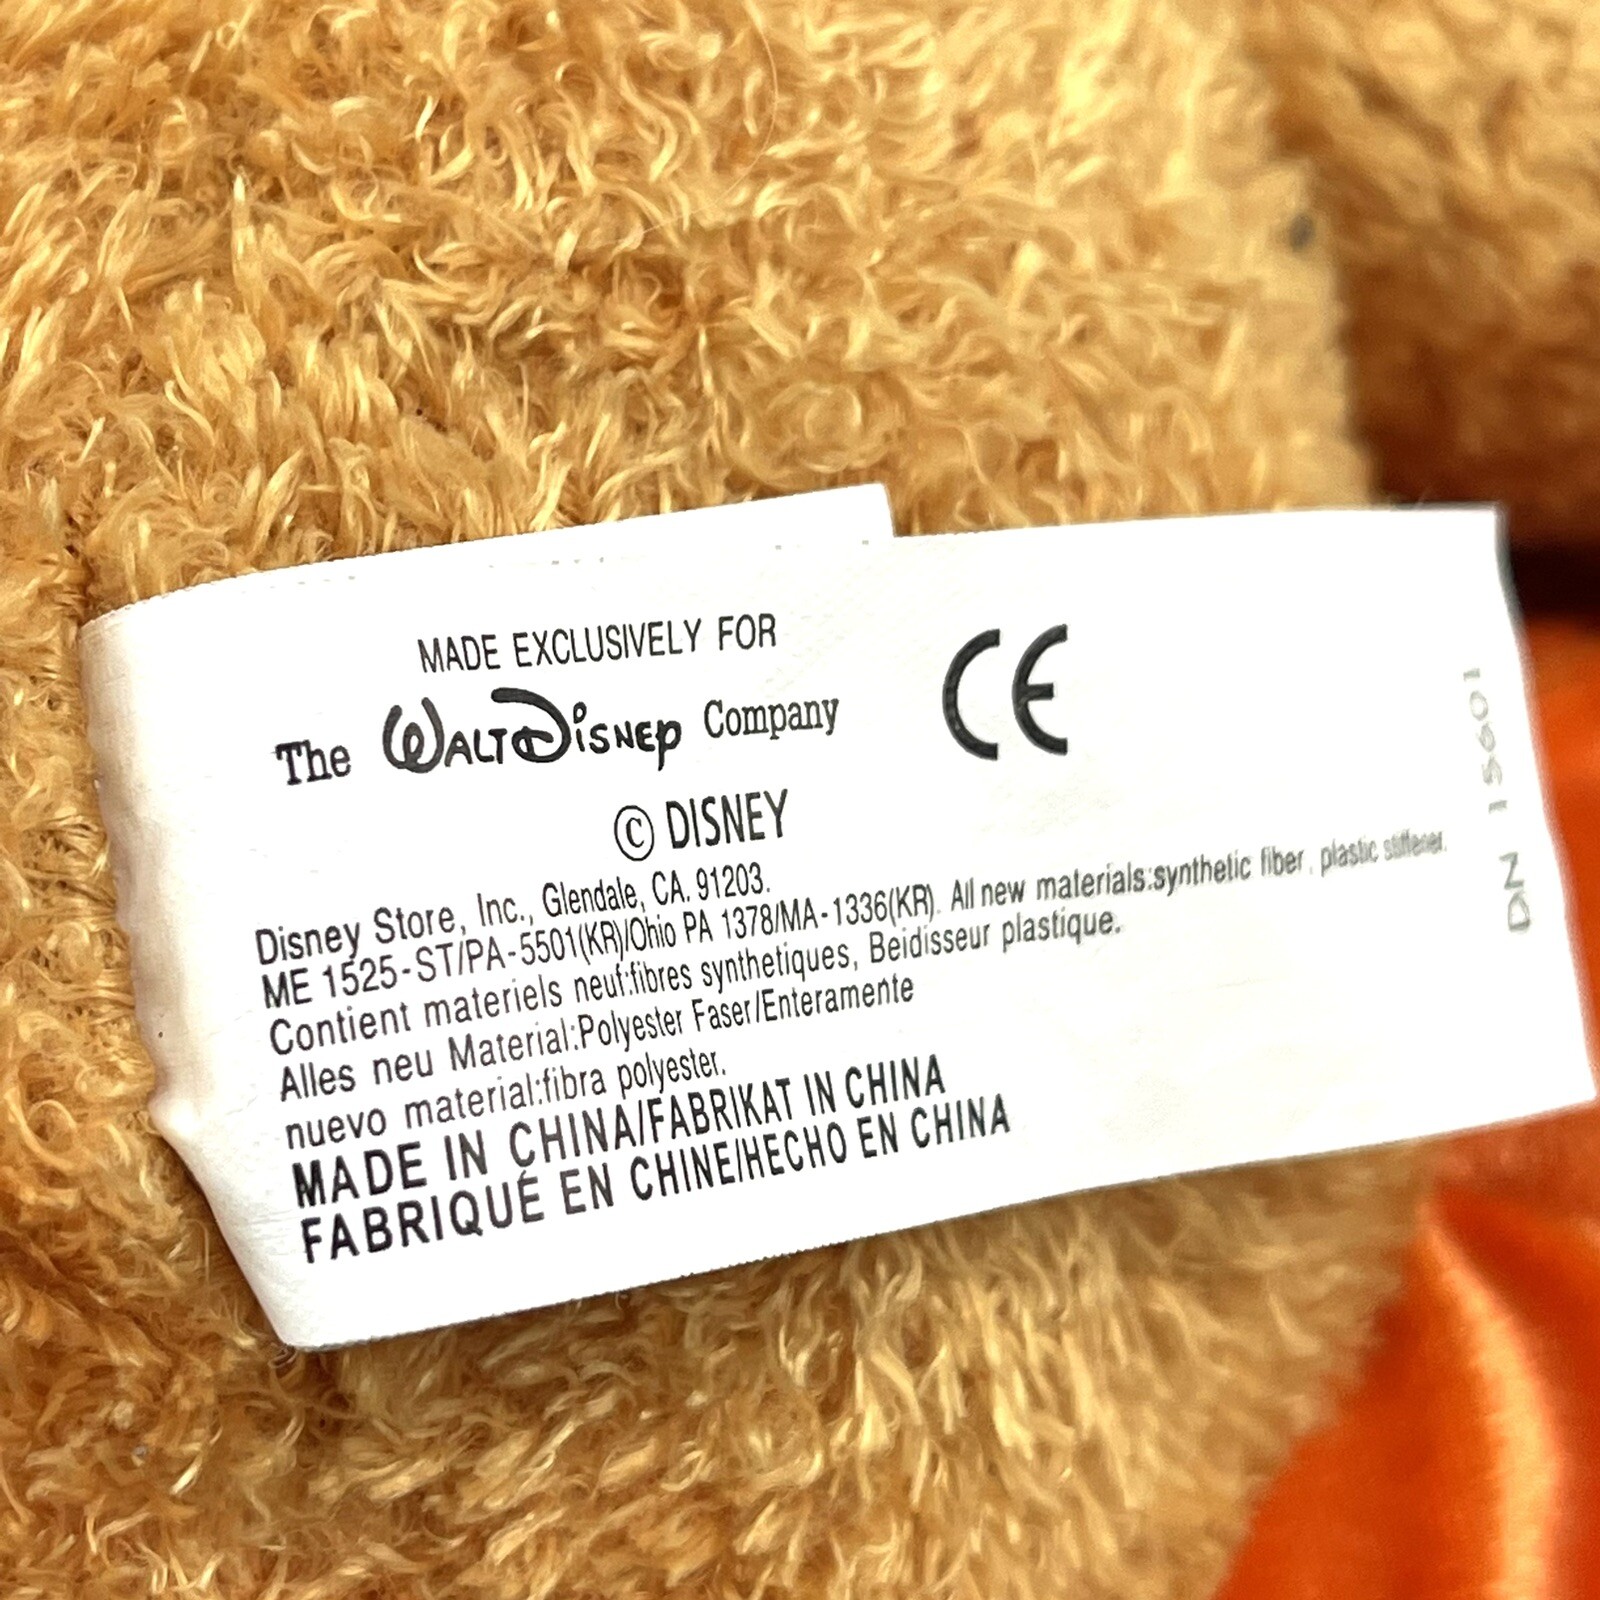 MADE EXCLUSIVELY FOR
The WALT DISNEY Company
CE
© DISNEY
Disney Store, Inc., Glendale, CA. 91203.
ME 1525-ST/PA-5501(KR)/Ohio PA 1378/MA-1336(KR). All new materials:synthetic fiber, plastic stiffener.
Contient materiels neuf:fibres synthetiques, Beidisseur plastique.
Alles neu Material:Polyester Faser/Enteramente
nuevo material:fibra polyester.
MADE IN CHINA/FABRIKAT IN CHINA
FABRIQUÉ EN CHINE/HECHO EN CHINA
DN 15601